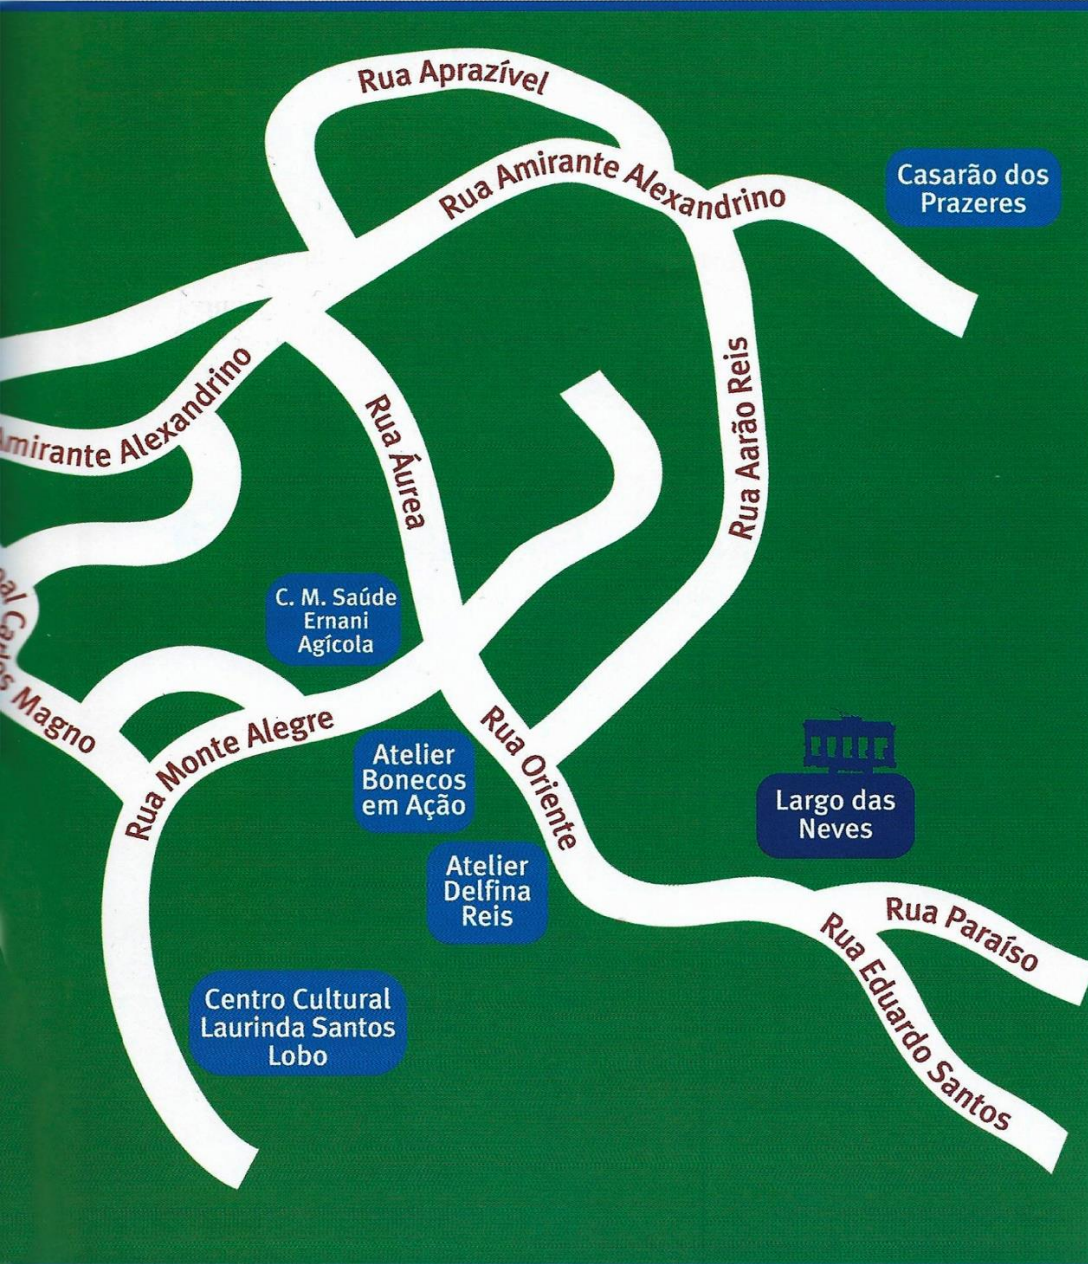 Rua Aprazível
Rua Amirante Alexandrino
Casarão dos
Prazeres
Amirante Alexandrino
Rua Áurea
Rua Aarão Reis
C. M. Saúde
Ernani
Agícola
Magno
Rua Monte Alegre
Rua Oriente
Atelier
Bonecos
em Ação
Largo das
Neves
Atelier
Delfina
Reis
Rua Paraíso
Rua Eduardo Santos
Centro Cultural
Laurinda Santos
Lobo